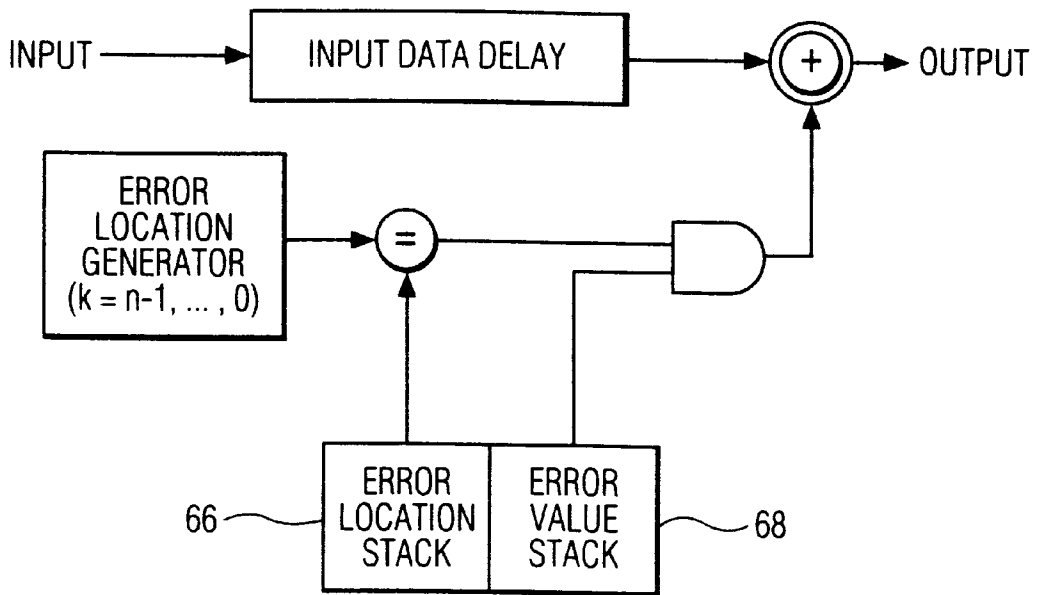 INPUT
INPUT DATA DELAY
+
OUTPUT
ERROR
LOCATION
GENERATOR
(k = n-1, ... , 0)
=
ERROR
LOCATION
STACK
ERROR
VALUE
STACK
66
68